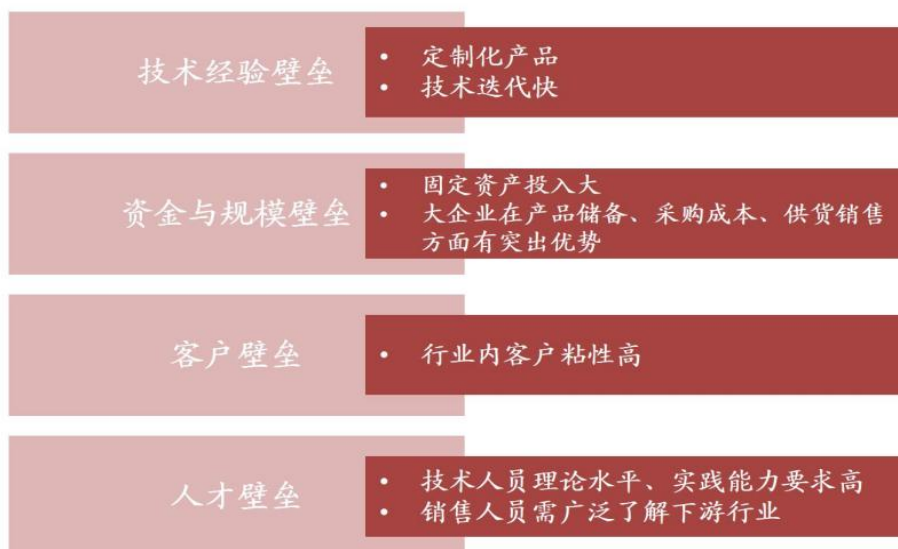 技术经验壁垒
• 定制化产品
• 技术迭代快
资金与规模壁垒
• 固定资产投入大
• 大企业在产品储备、采购成本、供货销售
方面有突出优势
客户壁垒
• 行业内客户粘性高
人才壁垒
• 技术人员理论水平、实践能力要求高
• 销售人员需广泛了解下游行业